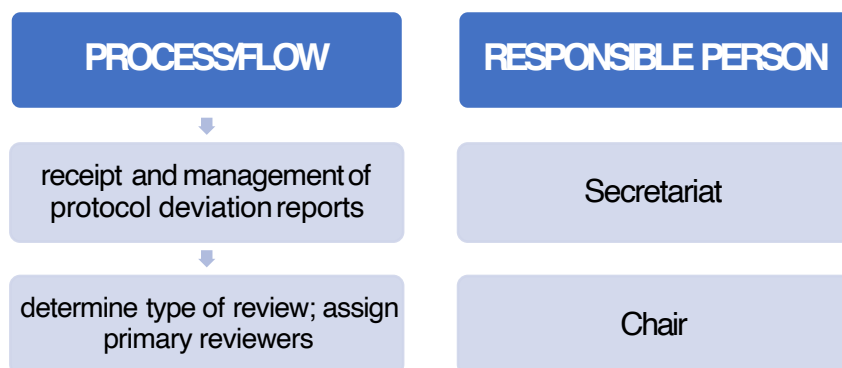 PROCESS/FLOW
RESPONSIBLE PERSON
receipt and management of
protocol deviation reports
Secretariat
determine type of review; assign
primary reviewers
Chair